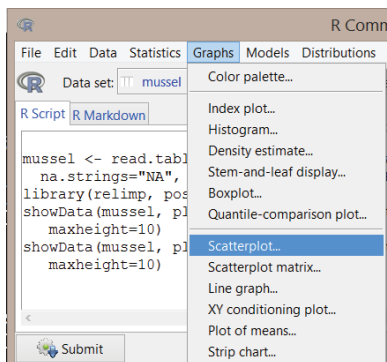 R Comm
File Edit Data Statistics Graphs Models Distributions
Data set: mussel
R Script R Markdown
mussel <- read.tabl
na.strings="NA",
library(relimp, pos
showData(mussel, pl
maxheight=10)
showData(mussel, pl
maxheight=10)
Submit
Color palette...
Index plot...
Histogram...
Density estimate...
Stem-and-leaf display...
Boxplot...
Quantile-comparison plot...
Scatterplot...
Scatterplot matrix...
Line graph...
XY conditioning plot...
Plot of means...
Strip chart...